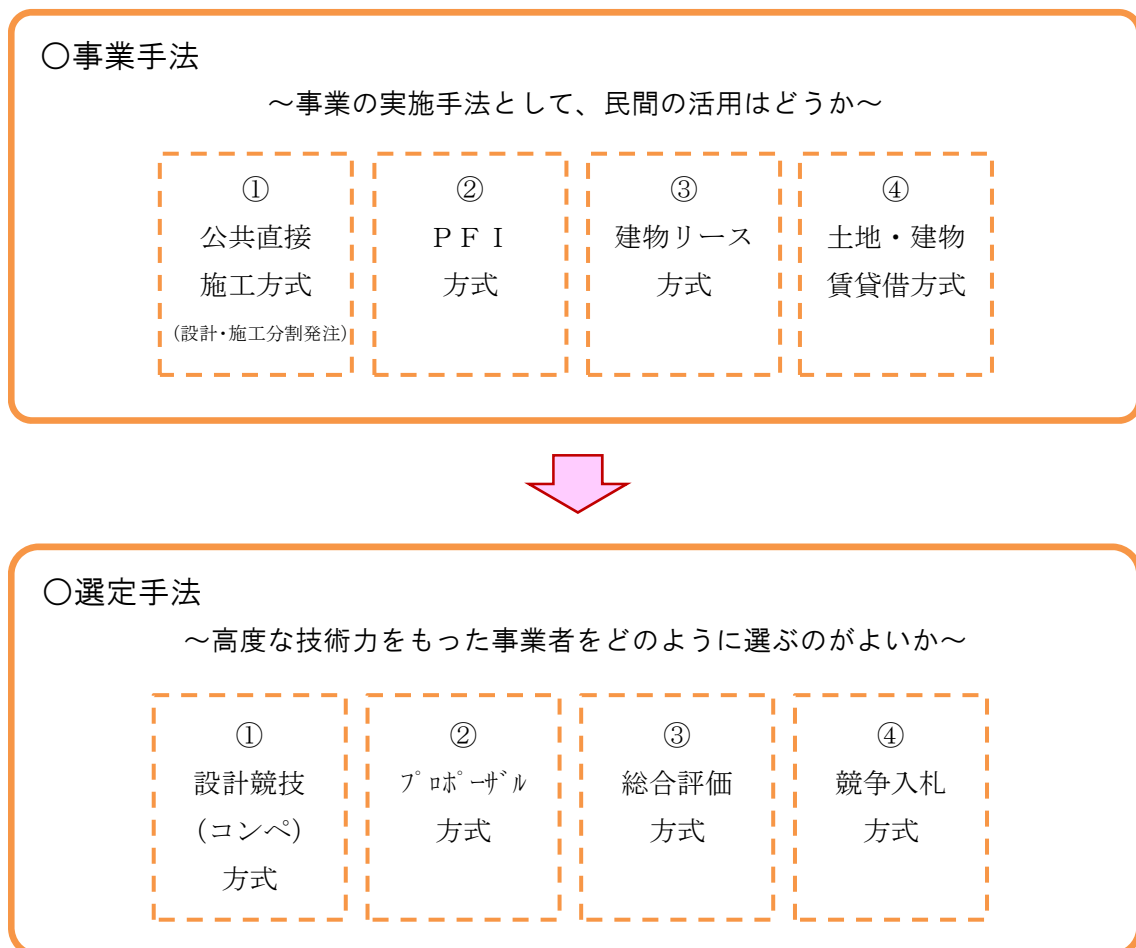 〇事業手法
～事業の実施手法として、民間の活用はどうか～
①
公共直接
施工方式
(設計・施工分割発注)
②
ＰＦＩ
方式
③
建物リース
方式
④
土地・建物
賃貸借方式
〇選定手法
～高度な技術力をもった事業者をどのように選ぶのがよいか～
①
設計競技
(コンペ)
方式
②
ﾌﾟﾛﾎﾟｰｻﾞﾙ
方式
③
総合評価
方式
④
競争入札
方式